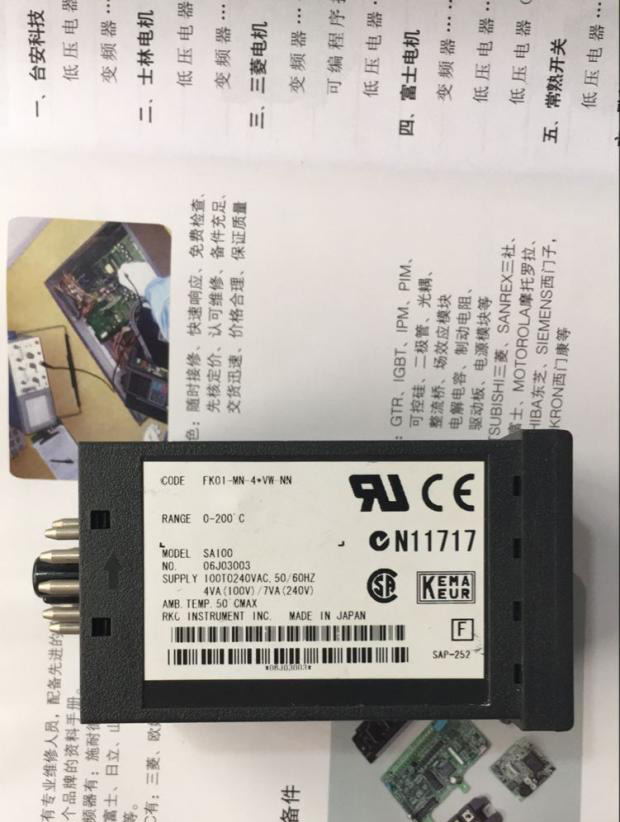 CODE FK01-MN-4*VW-NN
RANGE 0-200°C
MODEL SA100
NO. 06J03003
SUPPLY 100TO240VAC. 50/60HZ
4VA(100V)/7VA(240V)
AMB. TEMP. 50°CMAX
RKC INSTRUMENT INC. MADE IN JAPAN
*06J03003*
CE
N11717
KEMA
EUR
F
SAP-252
一、台安科技
低压电器
变频器…
二、士林电机
低压电器
变频器…
三、三菱电机
变频器…
可编程序
低压电器
四、富士电机
变频器…
低压电器…
低压电器（
五、常熟开关
低压电器…
色：随时接修、快速响应、免费检查、
先核定价、认可维修、备件充足、
交货迅速、价格合理、保证质量
：GTR、IGBT、IPM、PIM、
可控硅、二极管、光耦、
整流桥、场效应模块
电解电容、制动电阻、
驱动板、电源模块等
SUBISHI三菱、SANREX三社、
富士、MOTOROLA摩托罗拉、
HIBA东芝、SIEMENS西门子，
KRON西门康等
有专业维修人员，配备先进的
个品牌的资料手册。
频器有：施耐
富士、日立、
等。
C有：三菱、欧
备件